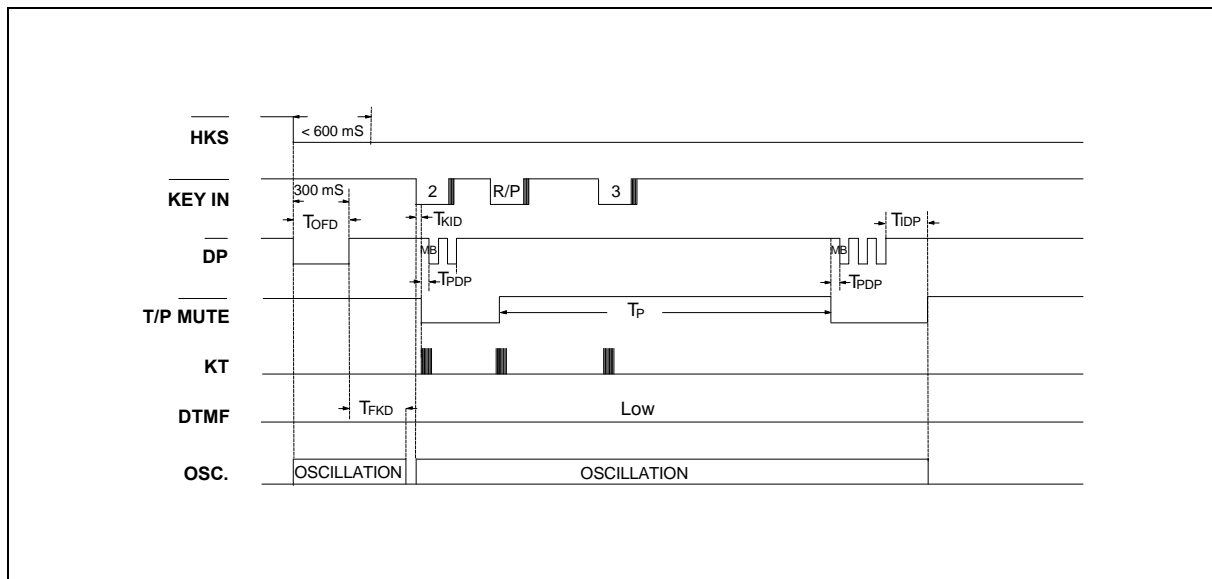 HKS
< 600 mS
KEY IN
2
R/P
3
300 mS
TOFD
TKID
TIDP
DP
MB
MB
TPDP
TPDP
T/P MUTE
TP
KT
TFKD
Low
DTMF
OSC.
OSCILLATION
OSCILLATION